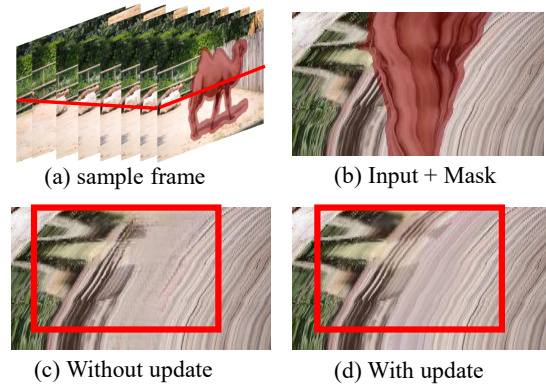 (a) sample frame
(b) Input + Mask
(c) Without update
(d) With update